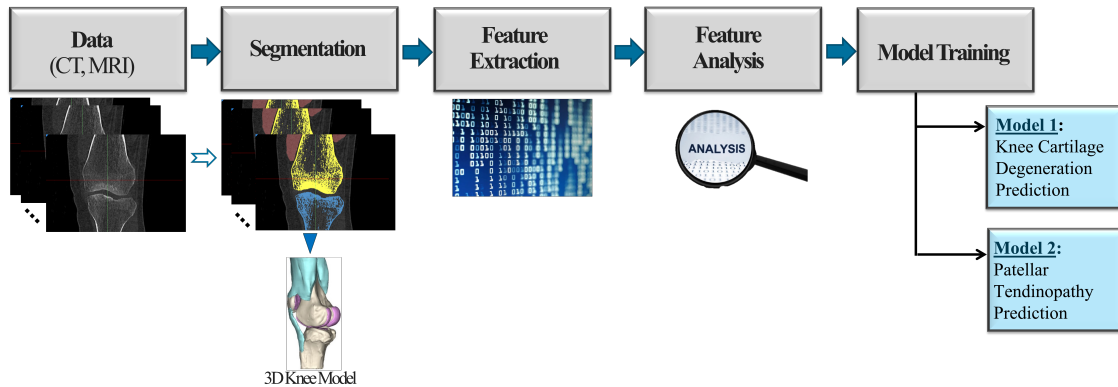 Data
(CT, MRI)
Segmentation
Feature
Extraction
Feature
Analysis
Model Training
ANALYSIS
Model 1:
Knee Cartilage
Degeneration
Prediction
Model 2:
Patellar
Tendinopathy
Prediction
3D Knee Model